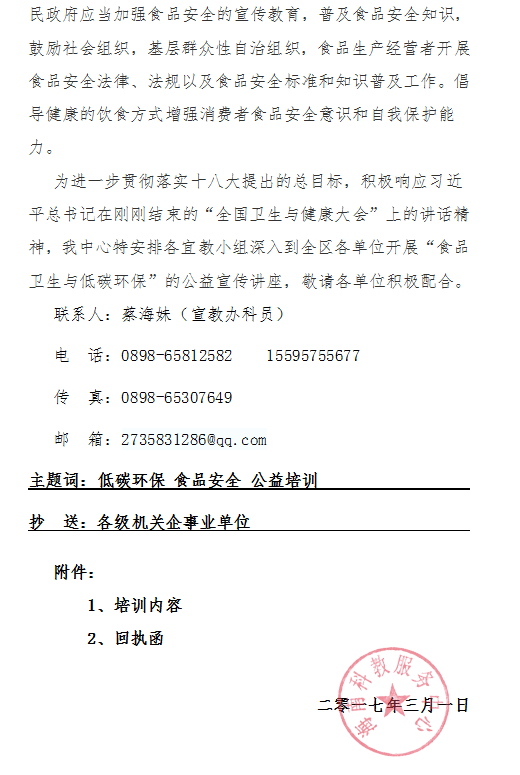 民政府应当加强食品安全的宣传教育，普及食品安全知识，
鼓励社会组织，基层群众性自治组织，食品生产经营者开展
食品安全法律、法规以及食品安全标准和知识普及工作。倡
导健康的饮食方式增强消费者食品安全意识和自我保护能
力。
为进一步贯彻落实十八大提出的总目标，积极响应习近
平总书记在刚刚结束的“全国卫生与健康大会”上的讲话精
神，我中心特安排各宣教小组深入到全区各单位开展“食品
卫生与低碳环保”的公益宣传讲座，敬请各单位积极配合。
联系人：蔡海妹（宣教办科员）
电 话：0898-65812582 15595755677
传 真：0898-65307649
邮 箱：2735831286@qq.com
主题词：低碳环保 食品安全 公益培训
抄 送：各级机关企事业单位
附件：
1、培训内容
2、回执函
二零一七年三月一日
科教服务中心